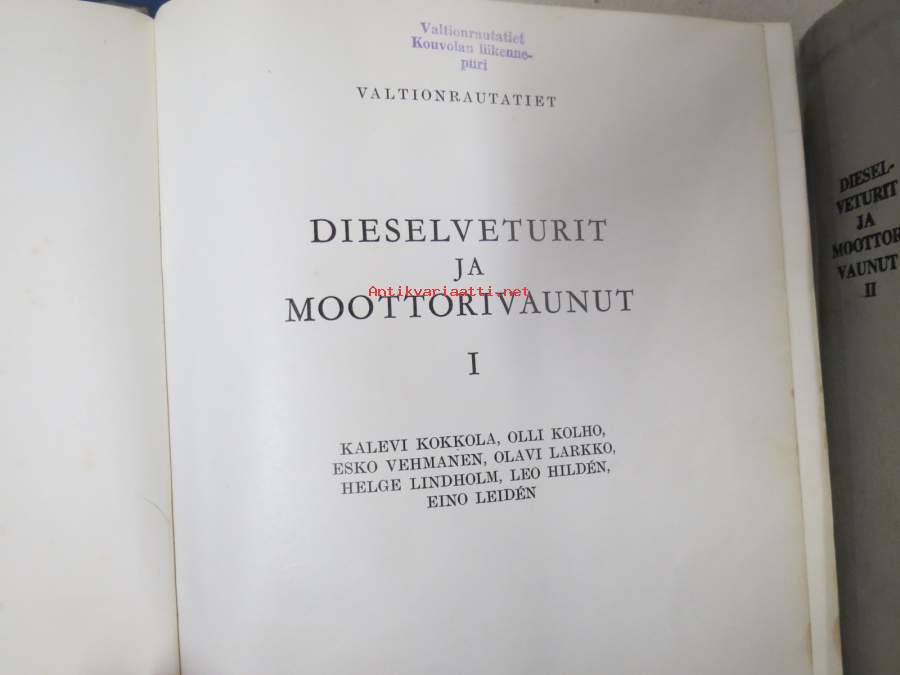 Valtionrautatiet
Kouvolan liikenne-
piiri
VALTIONRAUTATIET
DIESELVETURIT
JA
MOOTTORIVAUNUT
I
KALEVI KOKKOLA, OLLI KOLHO,
ESKO VEHMANEN, OLAVI LARKKO,
HELGE LINDHOLM, LEO HILDÉN,
EINO LEIDÉN
Antikvariaatti.net
DIESEL-
VETURIT
JA
MOOTTOR
VAUNUT
II